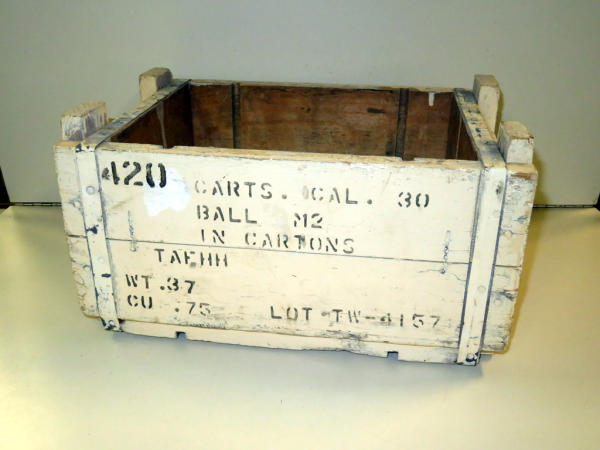 420 CARTS. CAL. 30
BALL M2
IN CARTONS
TAEHH
WT. 37
CU .75 LOT TW-4157